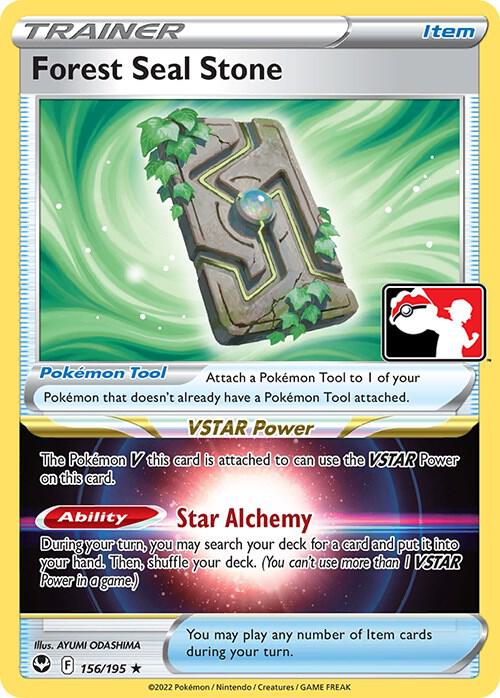 TRAINER Item
Forest Seal Stone
Pokémon Tool Attach a Pokémon Tool to 1 of your
Pokémon that doesn't already have a Pokémon Tool attached.
VSTAR Power
The Pokémon V this card is attached to can use the VSTAR Power
on this card.
Ability Star Alchemy
During your turn, you may search your deck for a card and put it into
your hand. Then, shuffle your deck. (You can't use more than 1 VSTAR
Power in a game.)
Illus. AYUMI ODASHIMA
F 156/195 ★
You may play any number of Item cards
during your turn.
©2022 Pokémon / Nintendo / Creatures / GAME FREAK